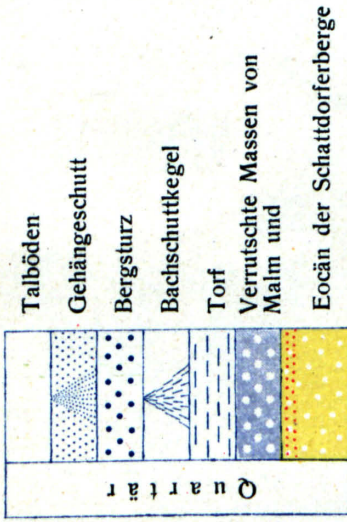 Quartär
Talböden
Gehängeschutt
Bergsturz
Bachschuttkegel
Torf
Verrutschte Massen von
Malm und
Eocän der Schattdorferberge